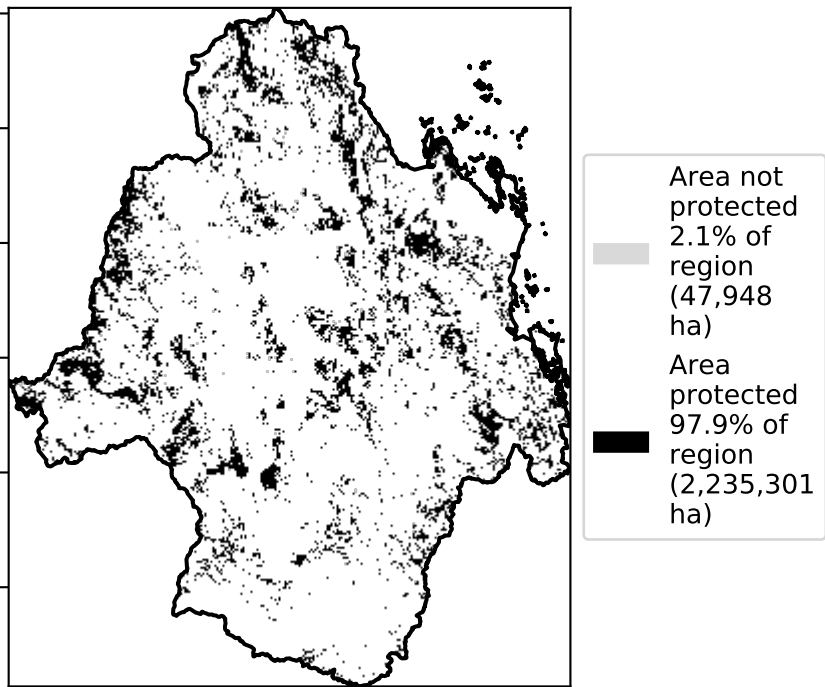 Area not
protected
2.1% of
region
(47,948
ha)
Area
protected
97.9% of
region
(2,235,301
ha)